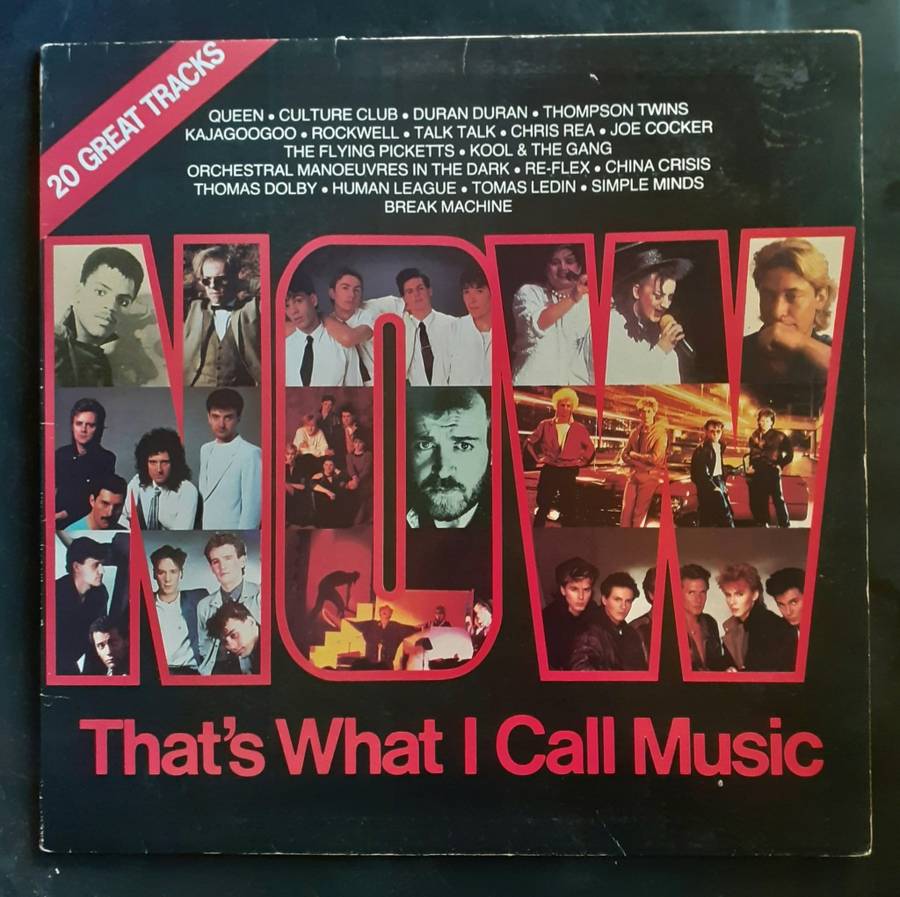 20 GREAT TRACKS
QUEEN • CULTURE CLUB • DURAN DURAN • THOMPSON TWINS
KAJAGOOGOO • ROCKWELL • TALK TALK • CHRIS REA • JOE COCKER
THE FLYING PICKETTS • KOOL & THE GANG
ORCHESTRAL MANOEUVRES IN THE DARK • RE-FLEX • CHINA CRISIS
THOMAS DOLBY • HUMAN LEAGUE • TOMAS LEDIN • SIMPLE MINDS
BREAK MACHINE
NOW
That's What I Call Music